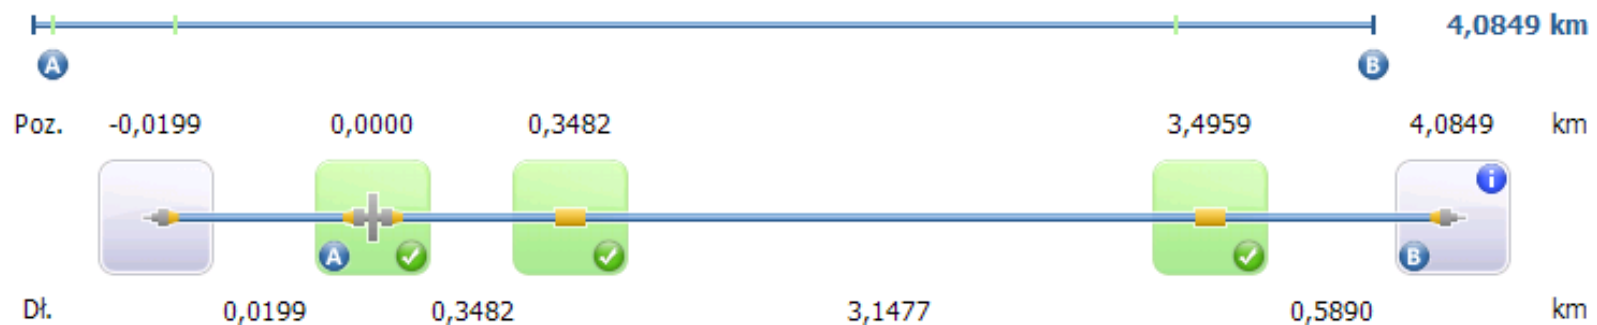 4,0849 km
A B
Poz. -0,0199 0,0000 0,3482 3,4959 4,0849 km
i
A B
Dł. 0,0199 0,3482 3,1477 0,5890 km